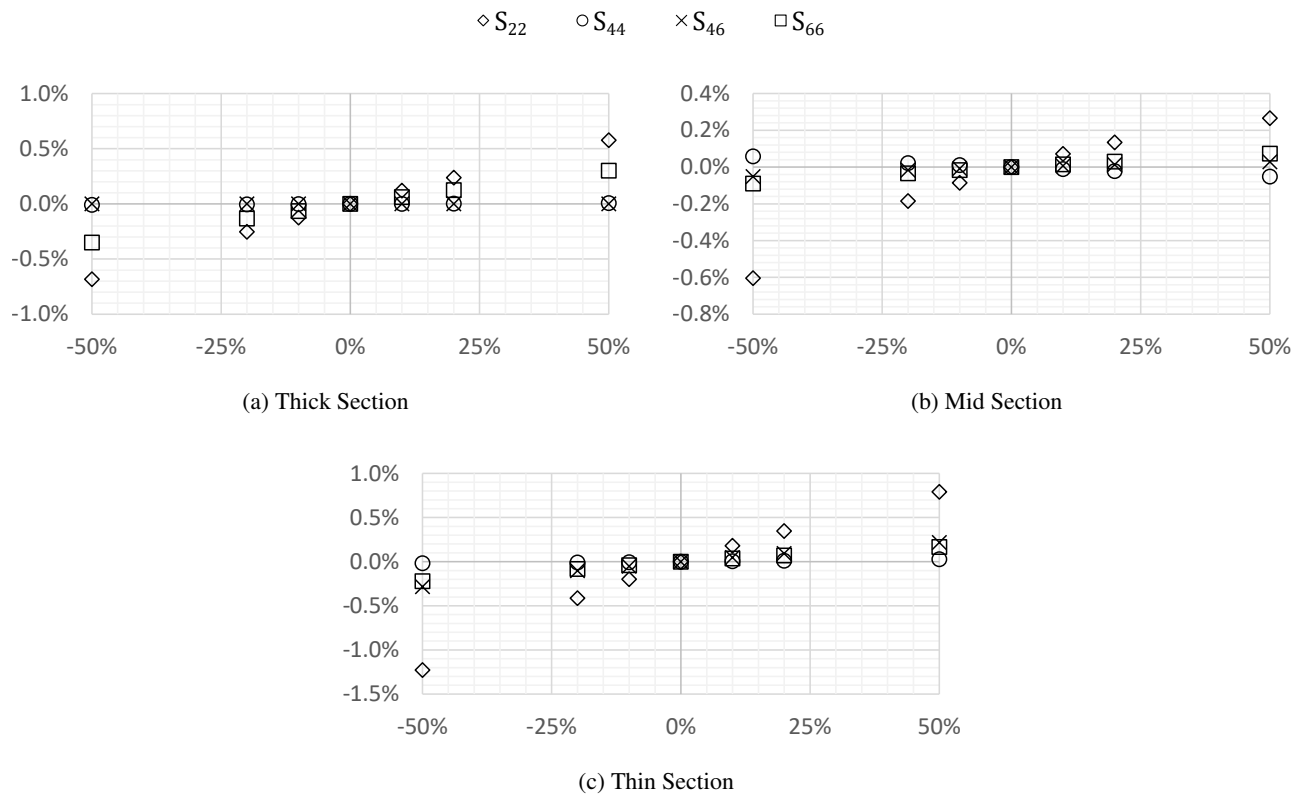 S22 S44 S46 S66
1.0%
0.5%
0.0%
-0.5%
-1.0%
-50% -25% 0% 25% 50%
(a) Thick Section
0.4%
0.2%
0.0%
-0.2%
-0.4%
-0.6%
-0.8%
-50% -25% 0% 25% 50%
(b) Mid Section
1.0%
0.5%
0.0%
-0.5%
-1.0%
-1.5%
-50% -25% 0% 25% 50%
(c) Thin Section